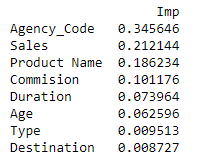 Imp
Agency_Code 0.345646
Sales 0.212144
Product Name 0.186234
Commision 0.101176
Duration 0.073964
Age 0.062596
Type 0.009513
Destination 0.008727